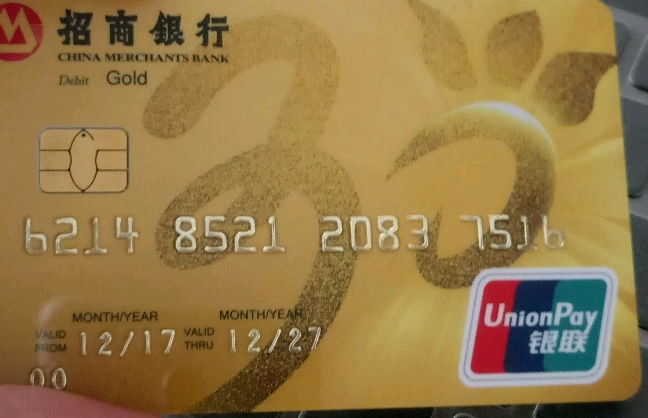 招商银行
CHINA MERCHANTS BANK
Debit Gold
6214 8521 2083 7516
MONTH/YEAR MONTH/YEAR
VALID FROM 12/17 VALID THRU 12/27
00
UnionPay
银联